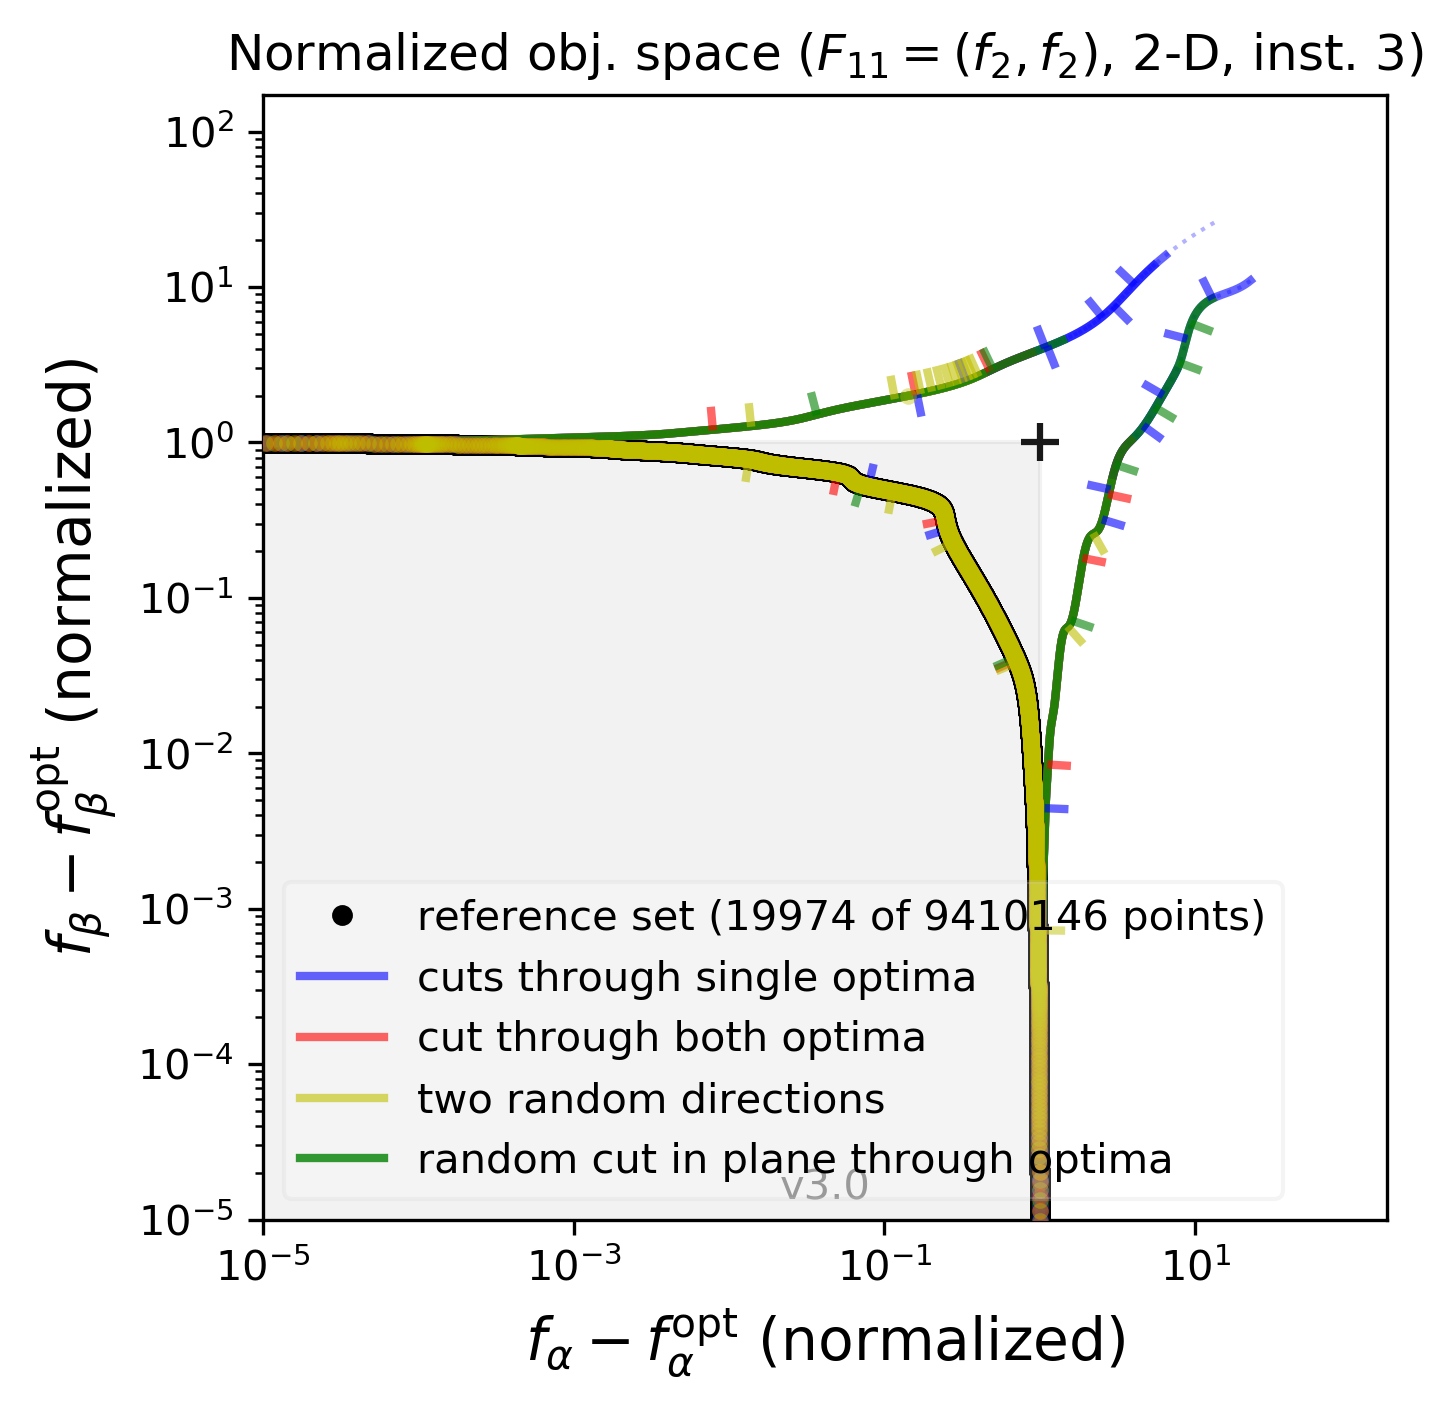 Normalized obj. space (F₁₁ = (f₂, f₂), 2-D, inst. 3)
10²
10¹
10⁰
10⁻¹
10⁻²
10⁻³
10⁻⁴
10⁻⁵
f_β − f_β^opt (normalized)
reference set (19974 of 9410146 points)
cuts through single optima
cut through both optima
two random directions
random cut in plane through optima
v3.0
10⁻⁵ 10⁻³ 10⁻¹ 10¹
f_α − f_α^opt (normalized)